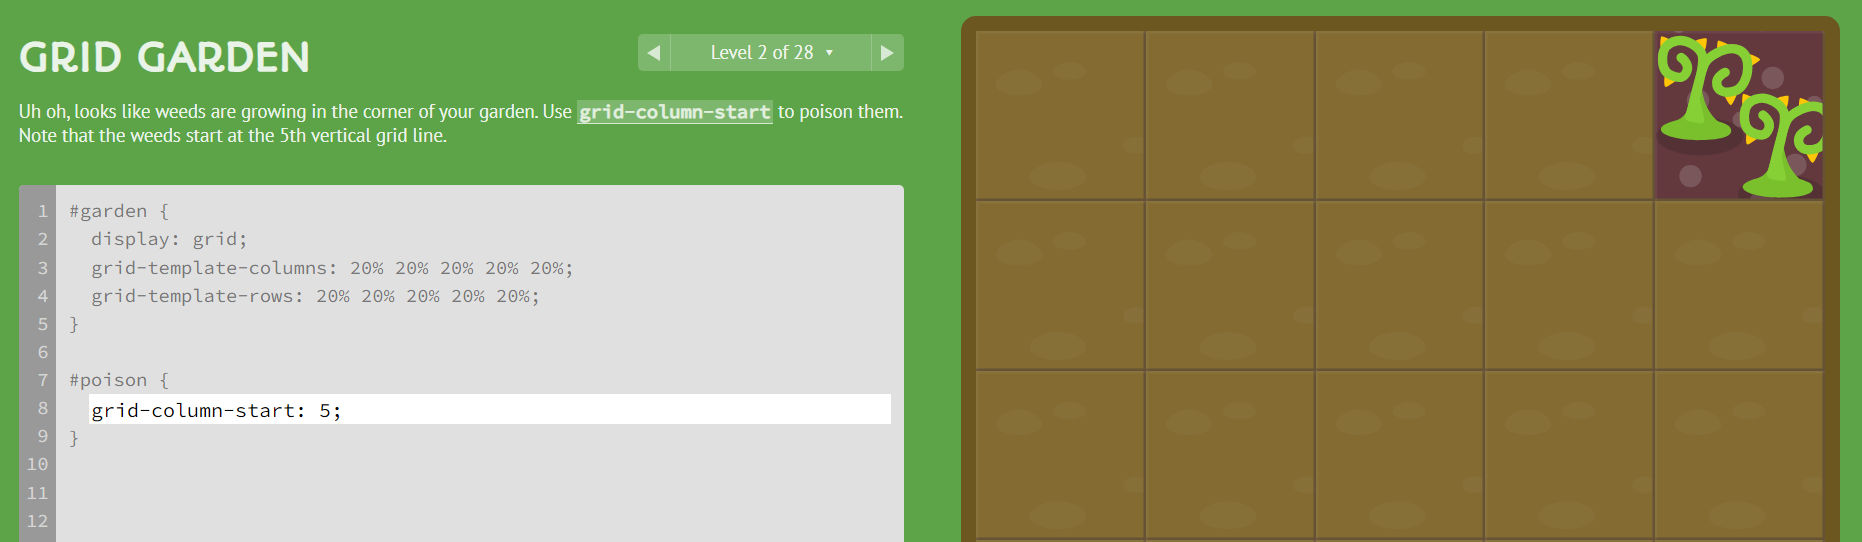 GRID GARDEN
◀ Level 2 of 28 ▼ ▶
Uh oh, looks like weeds are growing in the corner of your garden. Use grid-column-start to poison them.
Note that the weeds start at the 5th vertical grid line.
1 #garden {
2   display: grid;
3   grid-template-columns: 20% 20% 20% 20% 20%;
4   grid-template-rows: 20% 20% 20% 20% 20%;
5 }
6
7 #poison {
8   grid-column-start: 5;
9 }
10
11
12